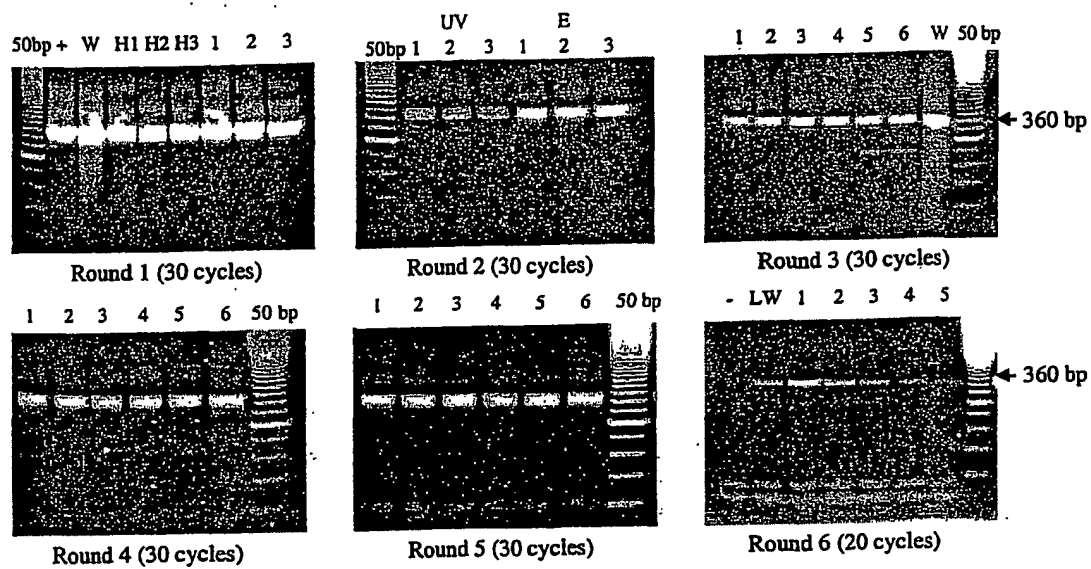 50bp + W H1 H2 H3 1 2 3
Round 1 (30 cycles)
UV E
50bp 1 2 3 1 2 3
Round 2 (30 cycles)
1 2 3 4 5 6 W 50 bp
360 bp
Round 3 (30 cycles)
1 2 3 4 5 6 50 bp
Round 4 (30 cycles)
1 2 3 4 5 6 50 bp
Round 5 (30 cycles)
- LW 1 2 3 4 5
360 bp
Round 6 (20 cycles)